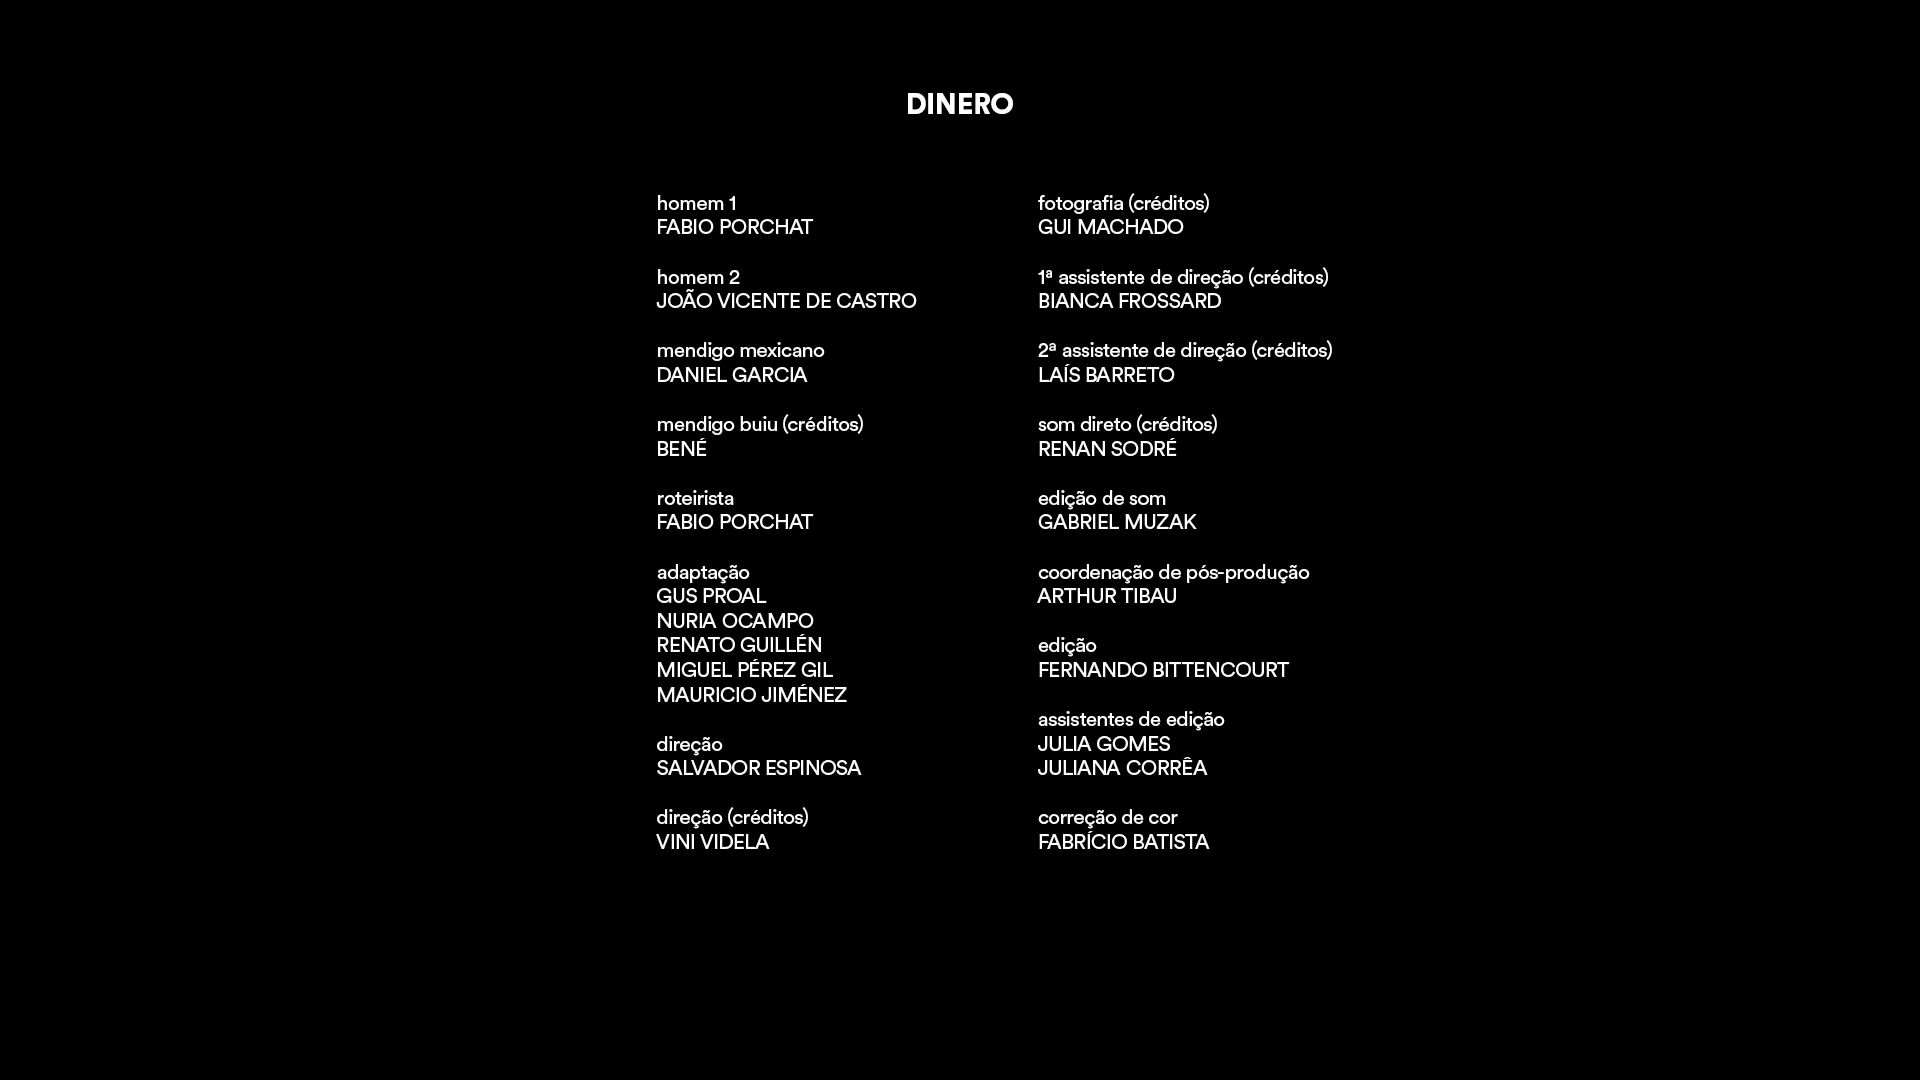 DINERO
homem 1
FABIO PORCHAT
homem 2
JOÃO VICENTE DE CASTRO
mendigo mexicano
DANIEL GARCIA
mendigo buiu (créditos)
BENÉ
roteirista
FABIO PORCHAT
adaptação
GUS PROAL
NURIA OCAMPO
RENATO GUILLÉN
MIGUEL PÉREZ GIL
MAURICIO JIMÉNEZ
direção
SALVADOR ESPINOSA
direção (créditos)
VINI VIDELA
fotografia (créditos)
GUI MACHADO
1ª assistente de direção (créditos)
BIANCA FROSSARD
2ª assistente de direção (créditos)
LAÍS BARRETO
som direto (créditos)
RENAN SODRÉ
edição de som
GABRIEL MUZAK
coordenação de pós-produção
ARTHUR TIBAU
edição
FERNANDO BITTENCOURT
assistentes de edição
JULIA GOMES
JULIANA CORRÊA
correção de cor
FABRÍCIO BATISTA